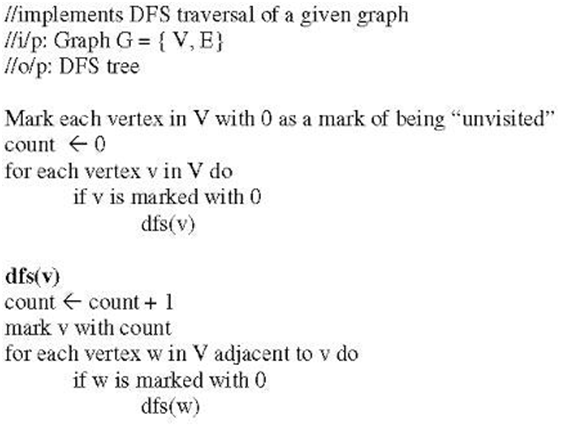 //implements DFS traversal of a given graph
//i/p: Graph G = { V, E}
//o/p: DFS tree
Mark each vertex in V with 0 as a mark of being “unvisited”
count ← 0
for each vertex v in V do
if v is marked with 0
dfs(v)
dfs(v)
count ← count + 1
mark v with count
for each vertex w in V adjacent to v do
if w is marked with 0
dfs(w)